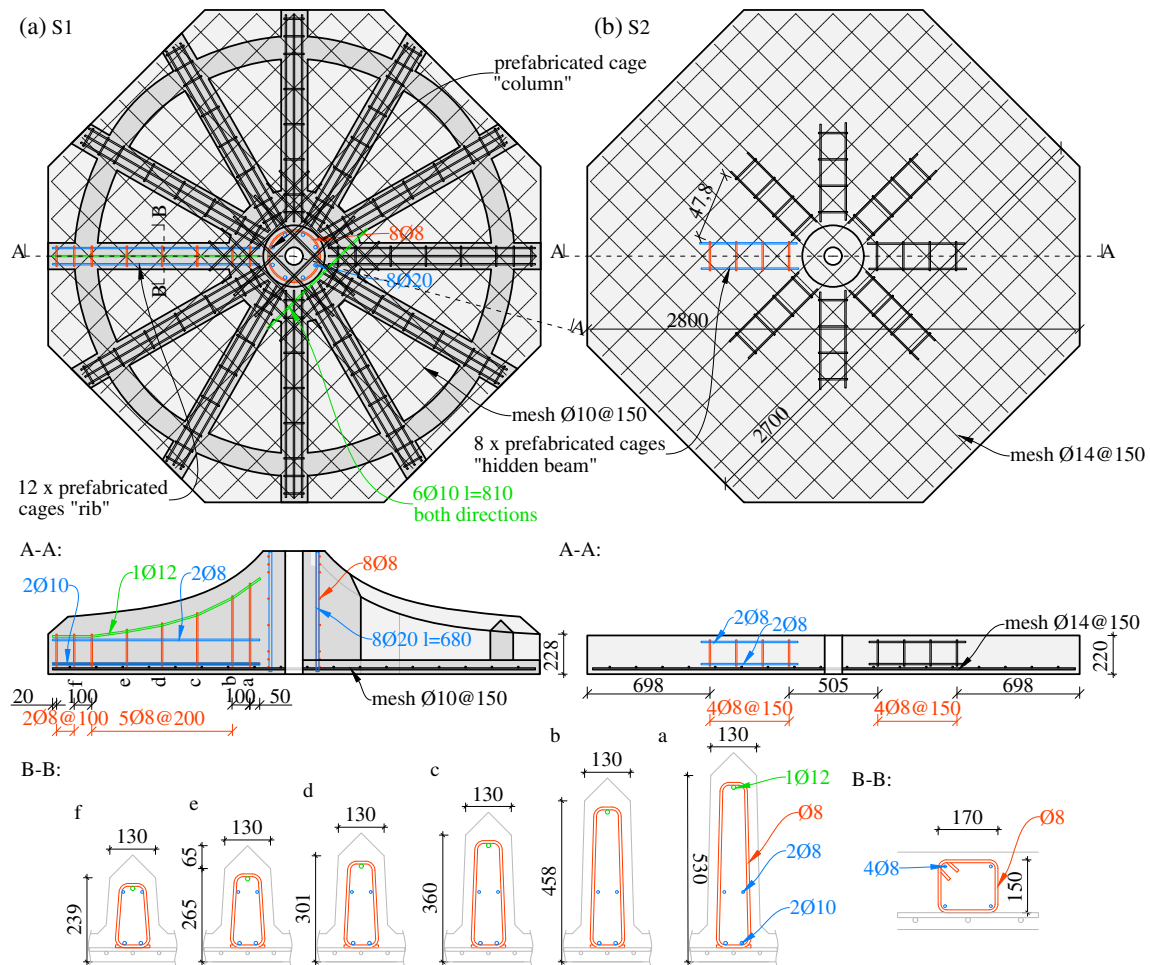 (a) S1
(b) S2
prefabricated cage
"column"
B
B
A
A
A
A
8Ø8
8Ø20
47,8
2800
2700
mesh Ø10@150
8 x prefabricated cages
"hidden beam"
mesh Ø14@150
12 x prefabricated
cages "rib"
6Ø10 l=810
both directions
A-A:
A-A:
2Ø10
1Ø12
2Ø8
8Ø8
8Ø20 l=680
228
2Ø8
2Ø8
mesh Ø14@150
220
f
e
d
c
b
a
20
100
100
50
mesh Ø10@150
2Ø8@100
5Ø8@200
698
505
698
4Ø8@150
4Ø8@150
B-B:
f
130
239
e
130
65
265
d
130
301
c
130
360
b
130
458
a
130
530
1Ø12
Ø8
2Ø8
2Ø10
B-B:
170
Ø8
4Ø8
150